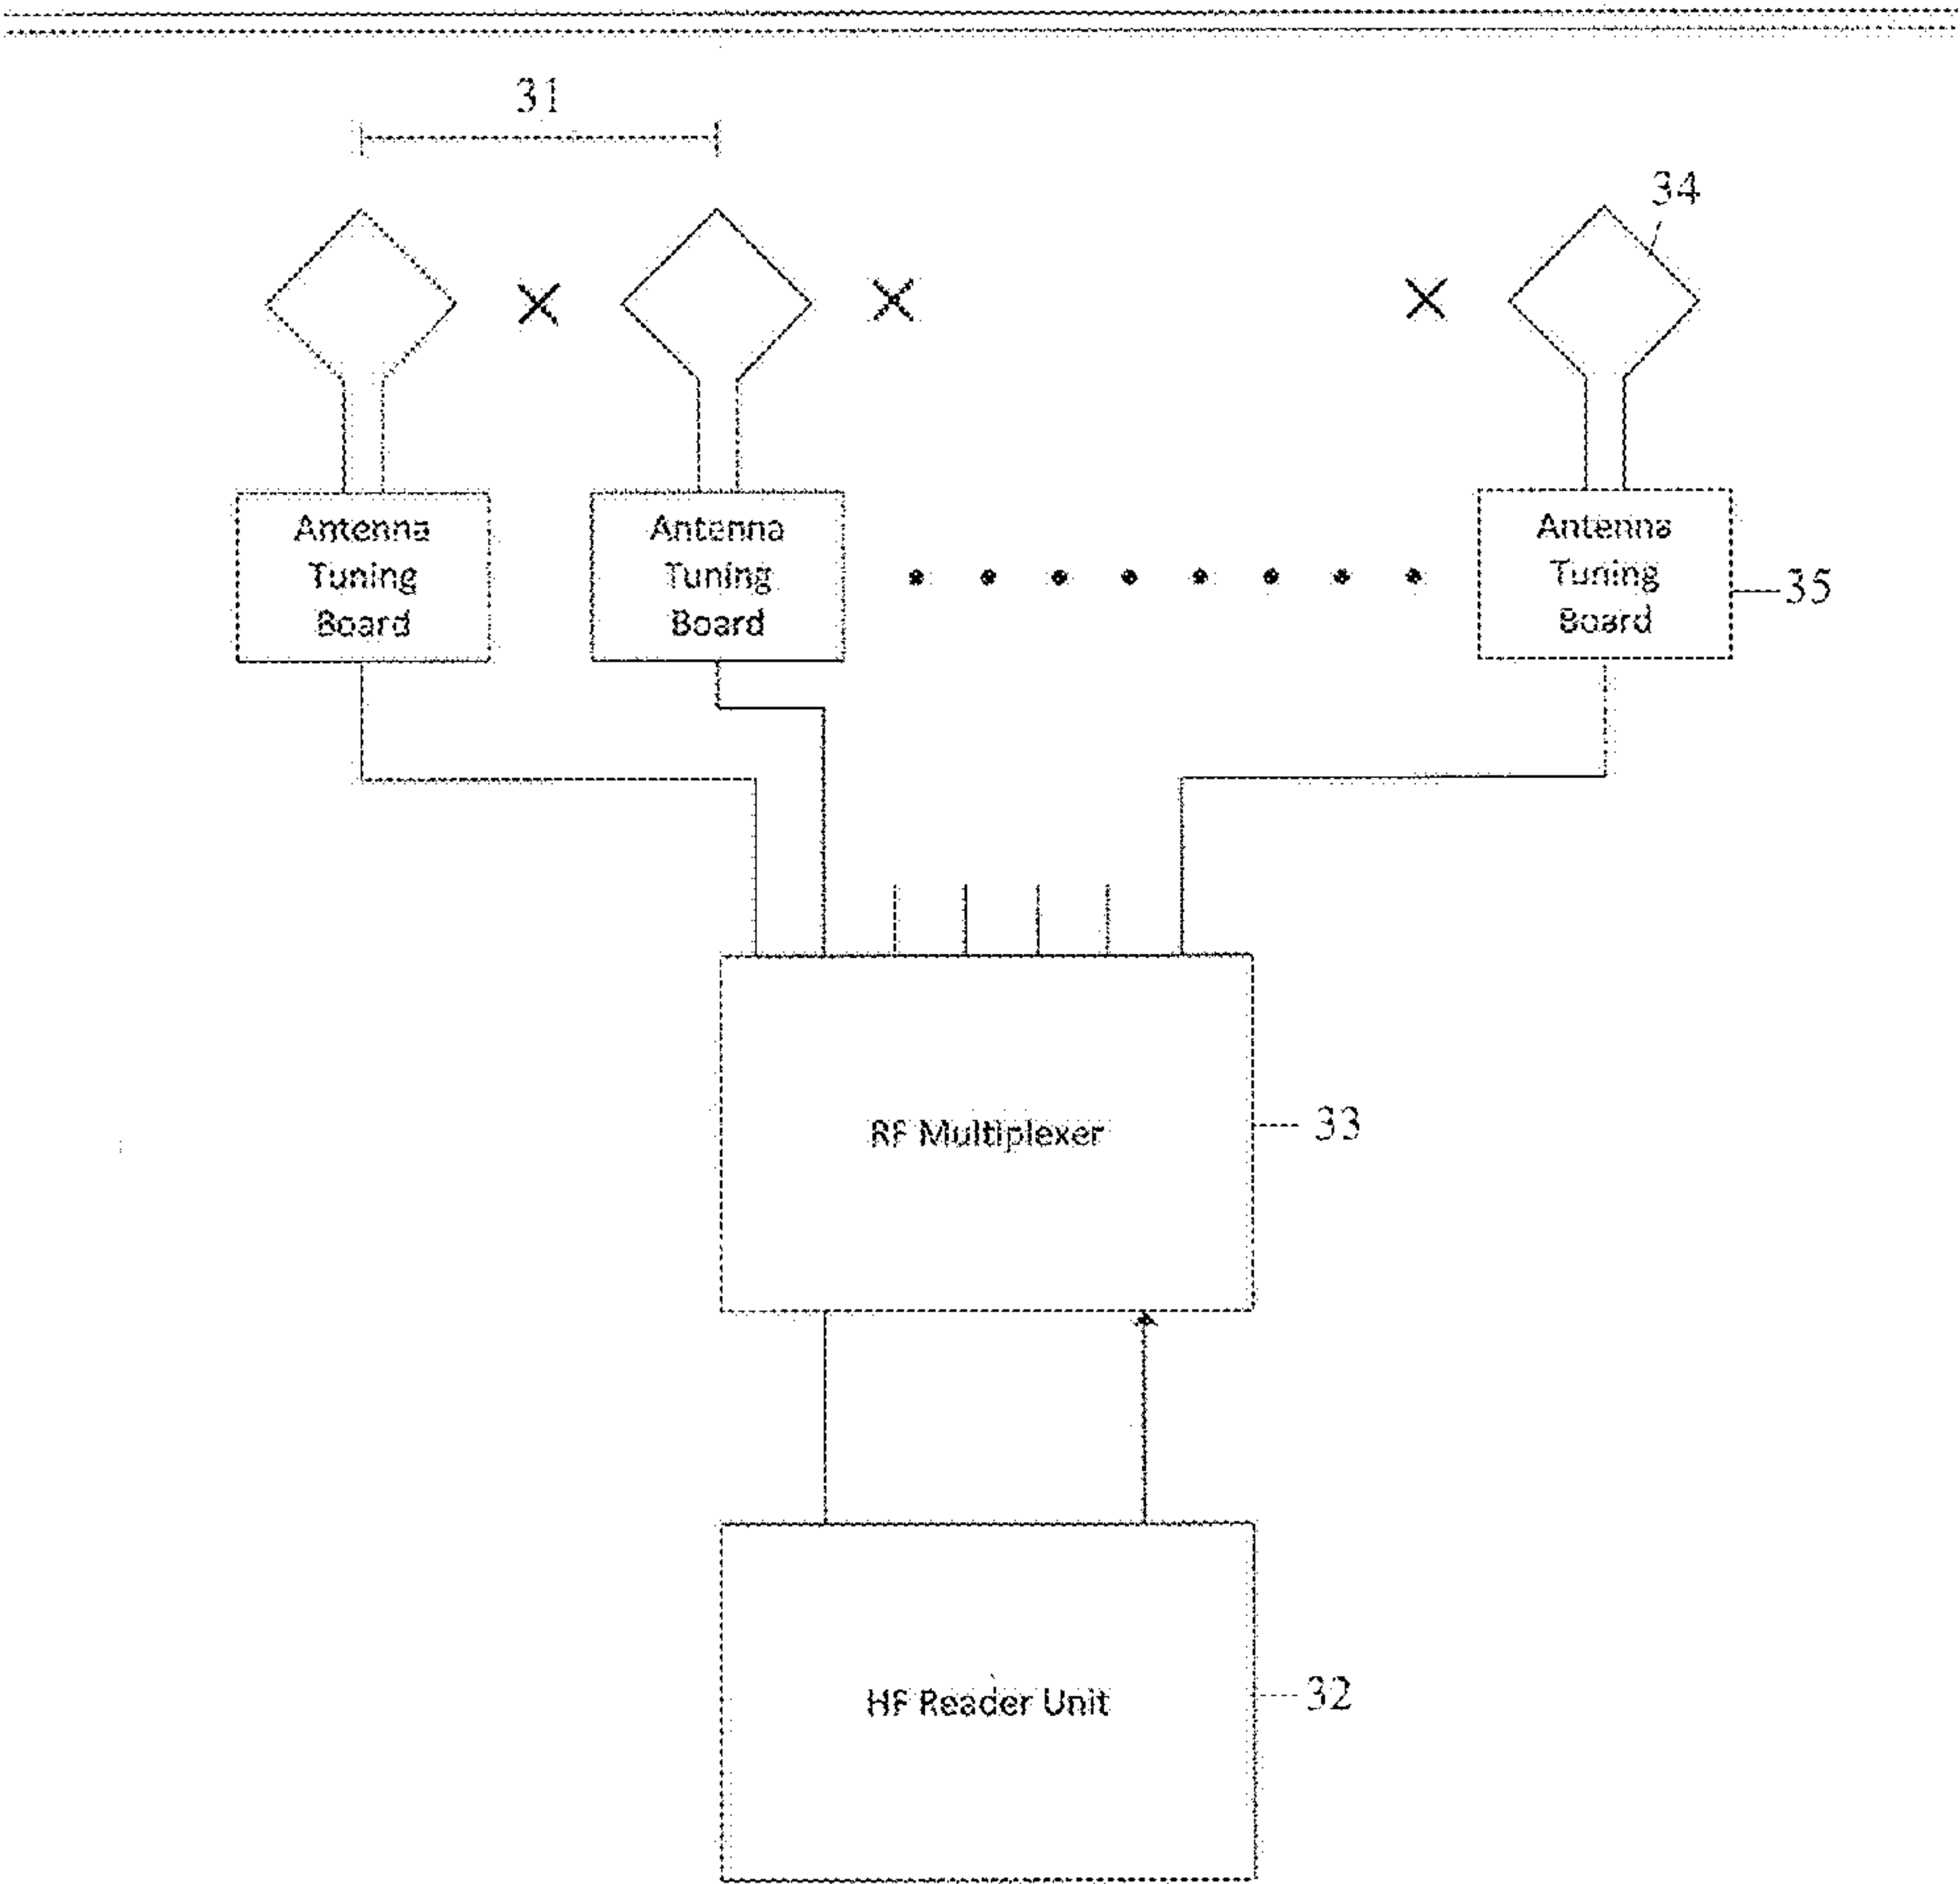 31
34
Antenna
Tuning
Board
Antenna
Tuning
Board
Antenna
Tuning
Board
35
RF Multiplexer
33
HF Reader Unit
32